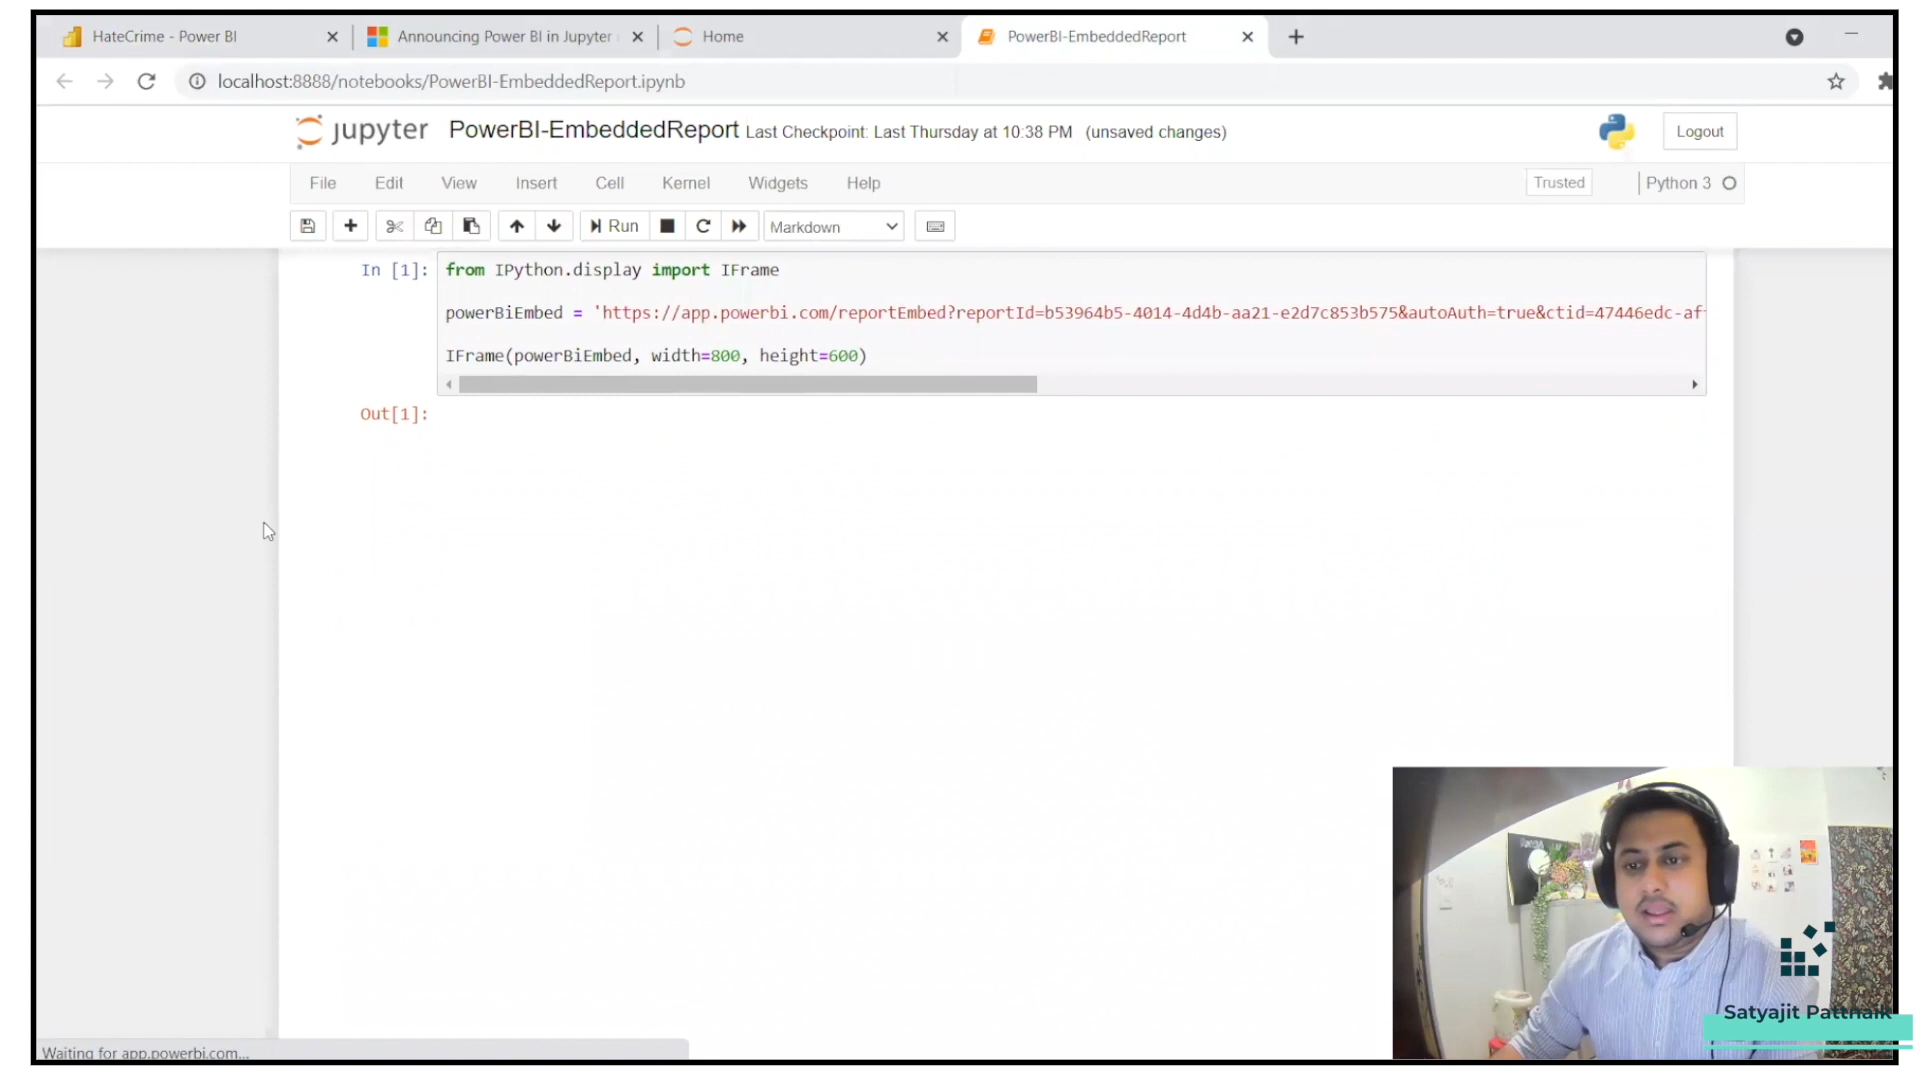 HateCrime - Power BI
Announcing Power BI in Jupyter
Home
PowerBI-EmbeddedReport
localhost:8888/notebooks/PowerBI-EmbeddedReport.ipynb
jupyter PowerBI-EmbeddedReport Last Checkpoint: Last Thursday at 10:38 PM (unsaved changes)
Logout
File Edit View Insert Cell Kernel Widgets Help
Trusted
Python 3
Run
Markdown
In [1]: from IPython.display import IFrame
powerBiEmbed = 'https://app.powerbi.com/reportEmbed?reportId=b53964b5-4014-4d4b-aa21-e2d7c853b575&autoAuth=true&ctid=47446edc-af
IFrame(powerBiEmbed, width=800, height=600)
Out[1]:
Satyajit Pattnaik
Waiting for app.powerbi.com...